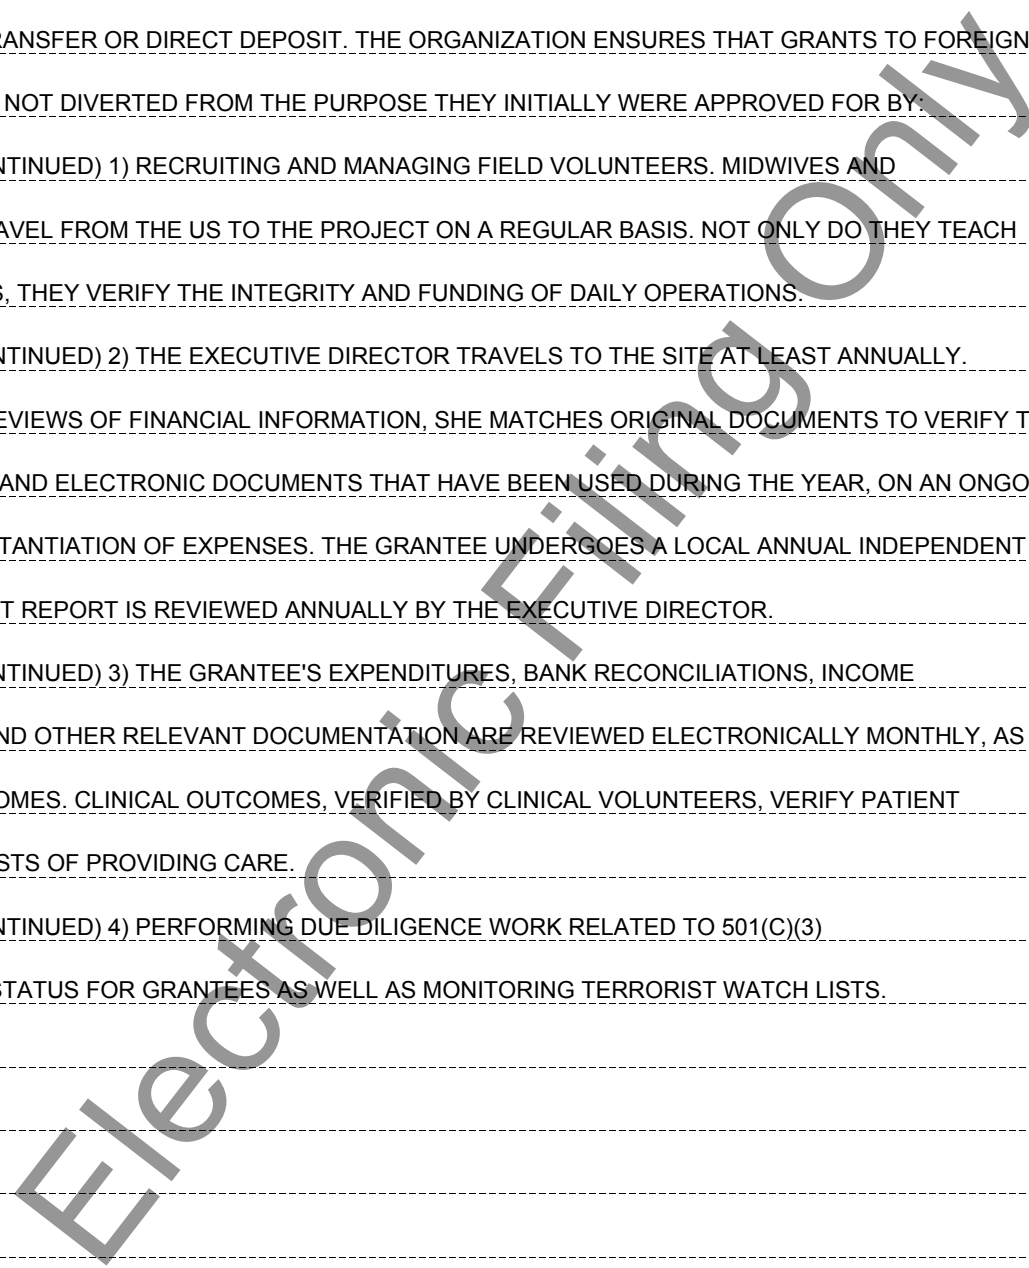 RANSFER OR DIRECT DEPOSIT. THE ORGANIZATION ENSURES THAT GRANTS TO FOREIGN
NOT DIVERTED FROM THE PURPOSE THEY INITIALLY WERE APPROVED FOR BY:
NTINUED) 1) RECRUITING AND MANAGING FIELD VOLUNTEERS. MIDWIVES AND
AVEL FROM THE US TO THE PROJECT ON A REGULAR BASIS. NOT ONLY DO THEY TEACH
S, THEY VERIFY THE INTEGRITY AND FUNDING OF DAILY OPERATIONS.
NTINUED) 2) THE EXECUTIVE DIRECTOR TRAVELS TO THE SITE AT LEAST ANNUALLY.
EVIEWS OF FINANCIAL INFORMATION, SHE MATCHES ORIGINAL DOCUMENTS TO VERIFY T
AND ELECTRONIC DOCUMENTS THAT HAVE BEEN USED DURING THE YEAR, ON AN ONGO
TANTIATION OF EXPENSES. THE GRANTEE UNDERGOES A LOCAL ANNUAL INDEPENDENT
T REPORT IS REVIEWED ANNUALLY BY THE EXECUTIVE DIRECTOR.
NTINUED) 3) THE GRANTEE'S EXPENDITURES, BANK RECONCILIATIONS, INCOME
ND OTHER RELEVANT DOCUMENTATION ARE REVIEWED ELECTRONICALLY MONTHLY, AS
OMES. CLINICAL OUTCOMES, VERIFIED BY CLINICAL VOLUNTEERS, VERIFY PATIENT
STS OF PROVIDING CARE.
NTINUED) 4) PERFORMING DUE DILIGENCE WORK RELATED TO 501(C)(3)
STATUS FOR GRANTEES AS WELL AS MONITORING TERRORIST WATCH LISTS.
Electronic Filing Only